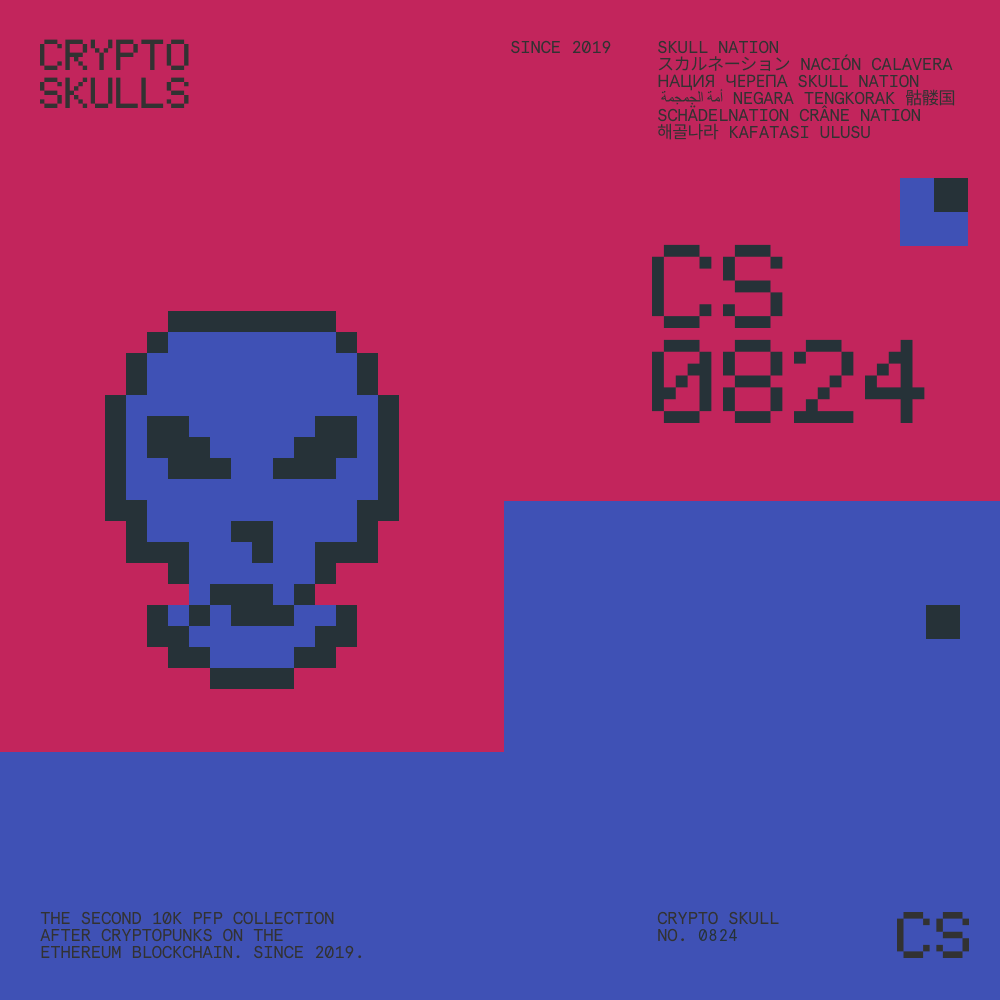 CRYPTO
SKULLS
SINCE 2019
SKULL NATION
スカルネーション NACIÓN CALAVERA
НАЦИЯ ЧЕРЕПА SKULL NATION
أمة الجمجمة NEGARA TENGKORAK 骷髅国
SCHÄDELNATION CRÂNE NATION
해골나라 KAFATASI ULUSU
CS
0824
THE SECOND 10K PFP COLLECTION
AFTER CRYPTOPUNKS ON THE
ETHEREUM BLOCKCHAIN. SINCE 2019.
CRYPTO SKULL
NO. 0824
CS